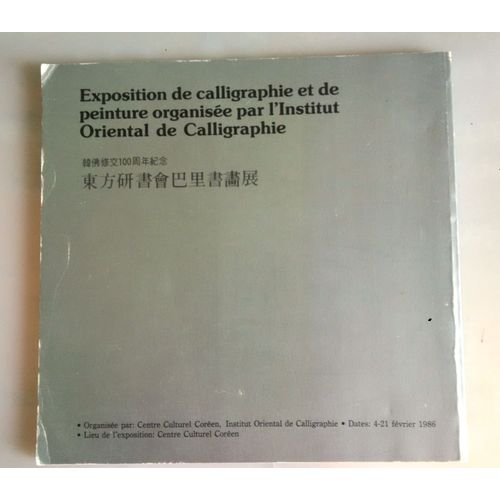 Exposition de calligraphie et de
peinture organisée par l'Institut
Oriental de Calligraphie
韓佛修交100周年紀念
東方硏書會巴里書畵展
• Organisée par: Centre Culturel Coréen, Institut Oriental de Calligraphie • Dates: 4-21 février 1986
• Lieu de l'exposition: Centre Culturel Coréen